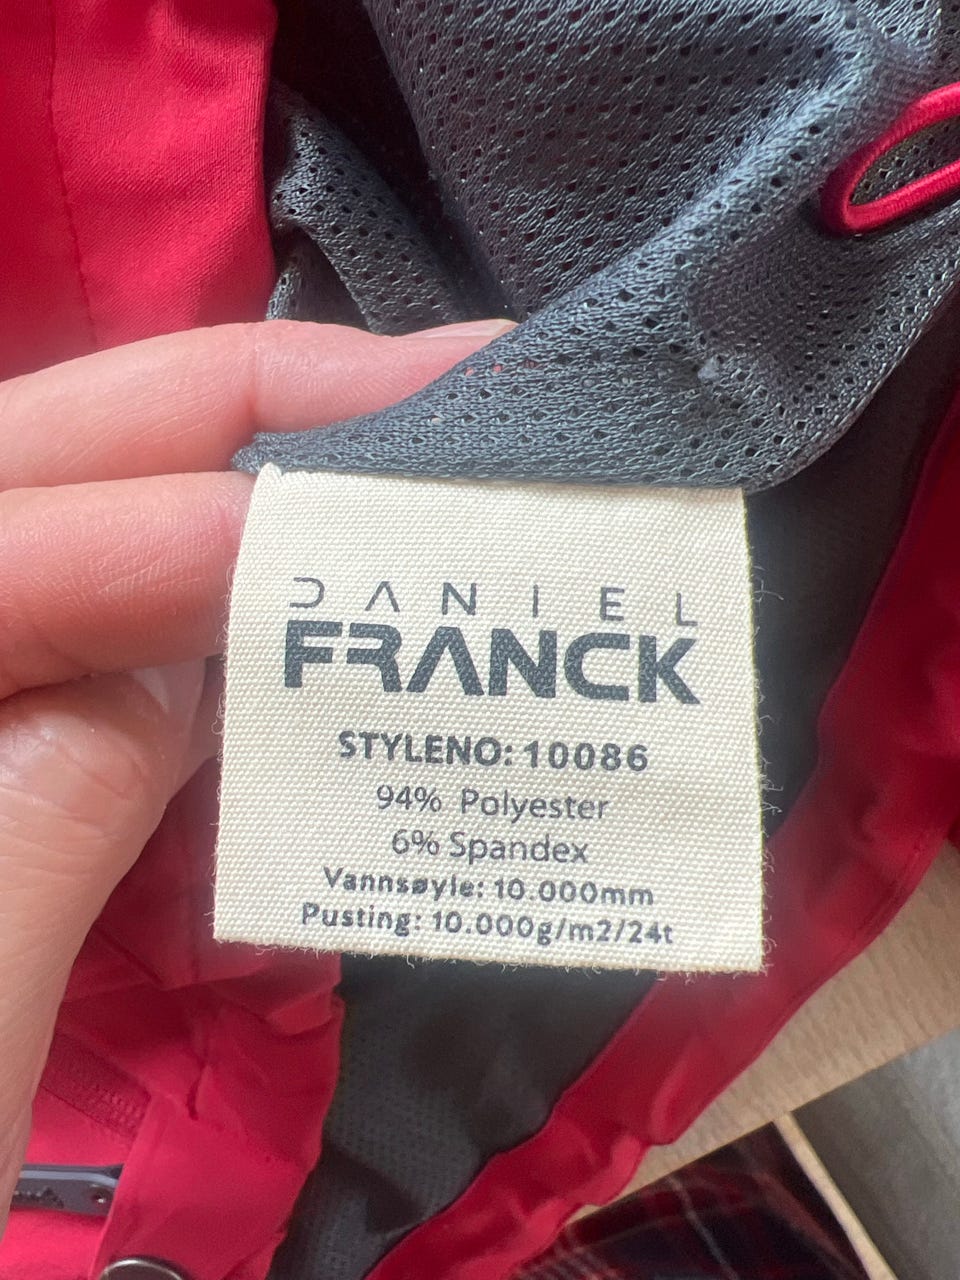 DANIEL
FRANCK
STYLENO: 10086
94% Polyester
6% Spandex
Vannsøyle: 10.000mm
Pusting: 10.000g/m2/24t